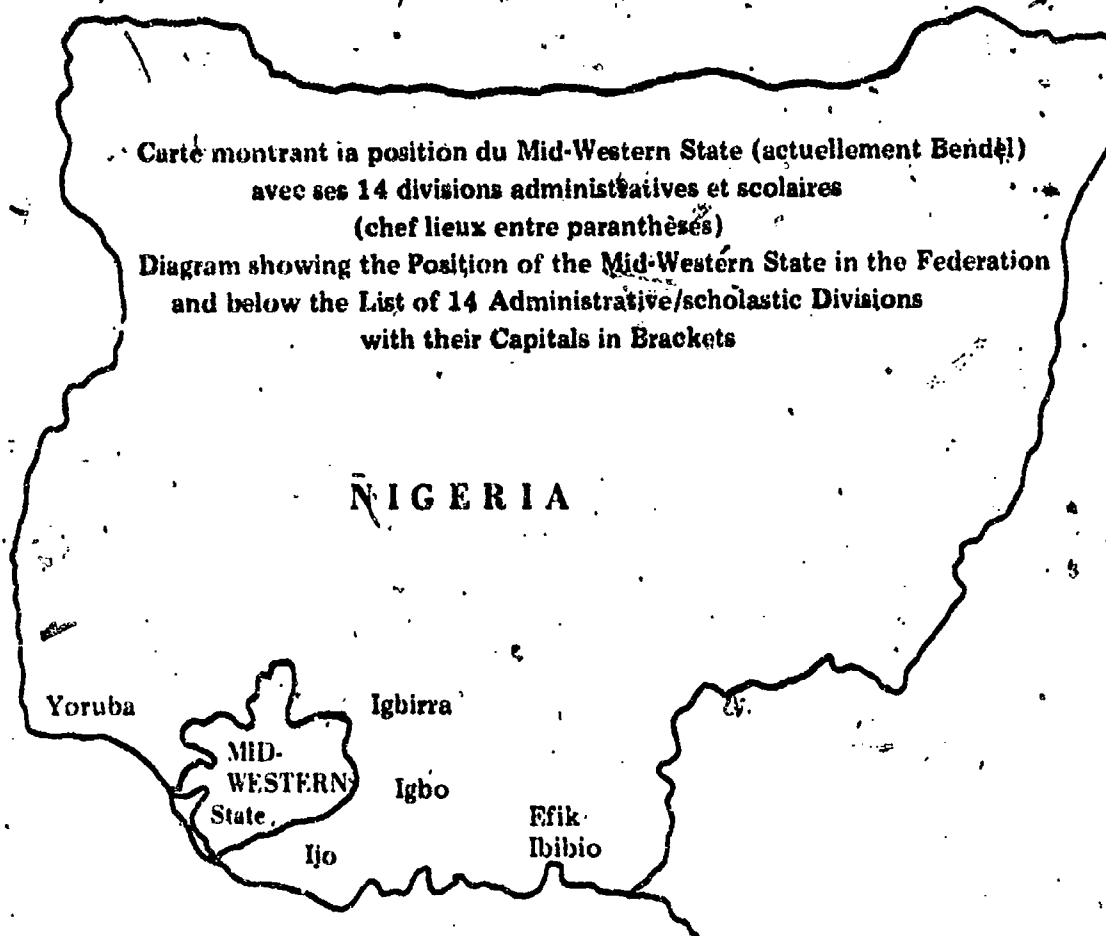 Carte montrant la position du Mid-Western State (actuellement Bendel)
avec ses 14 divisions administratives et scolaires
(chef lieux entre paranthèses)
Diagram showing the Position of the Mid-Western State in the Federation
and below the List of 14 Administrative/scholastic Divisions
with their Capitals in Brackets
NIGERIA
Yoruba
Igbirra
MID-
WESTERN
State
Igbo
Efik
Ibibio
Ijo